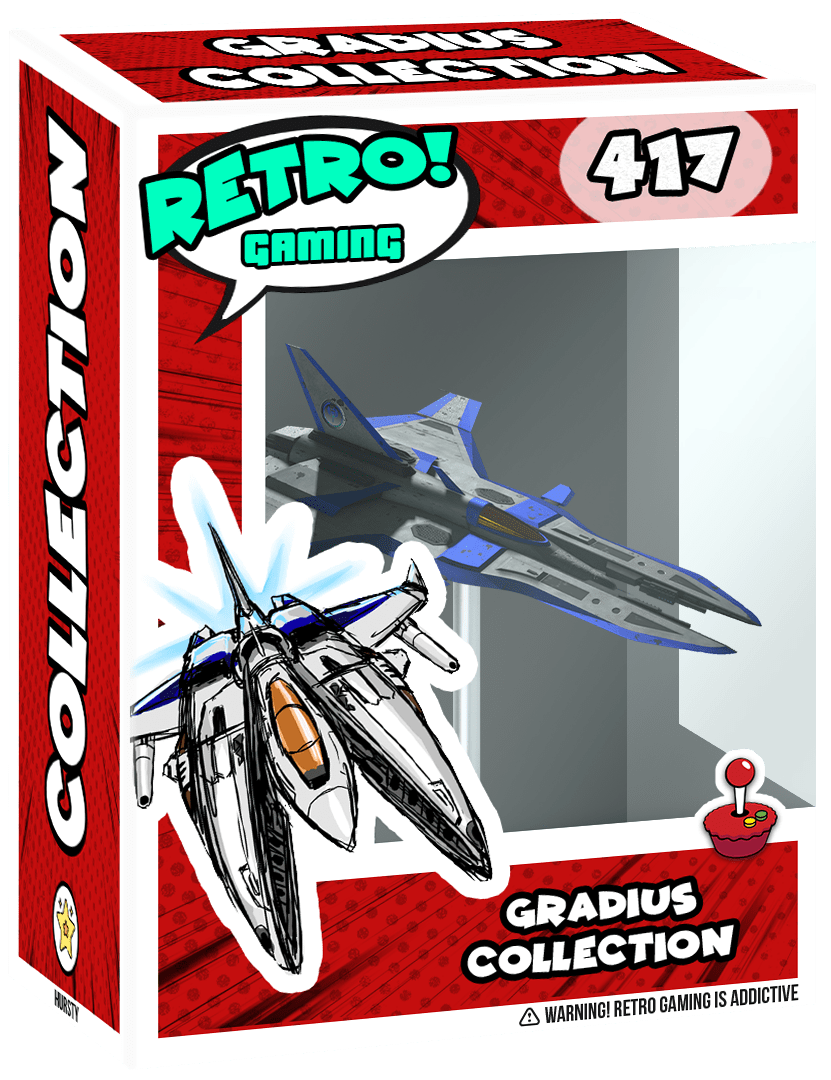 GRADIUS
COLLECTION
RETRO!
GAMING
417
COLLECTION
HURSTY
GRADIUS
COLLECTION
WARNING! RETRO GAMING IS ADDICTIVE